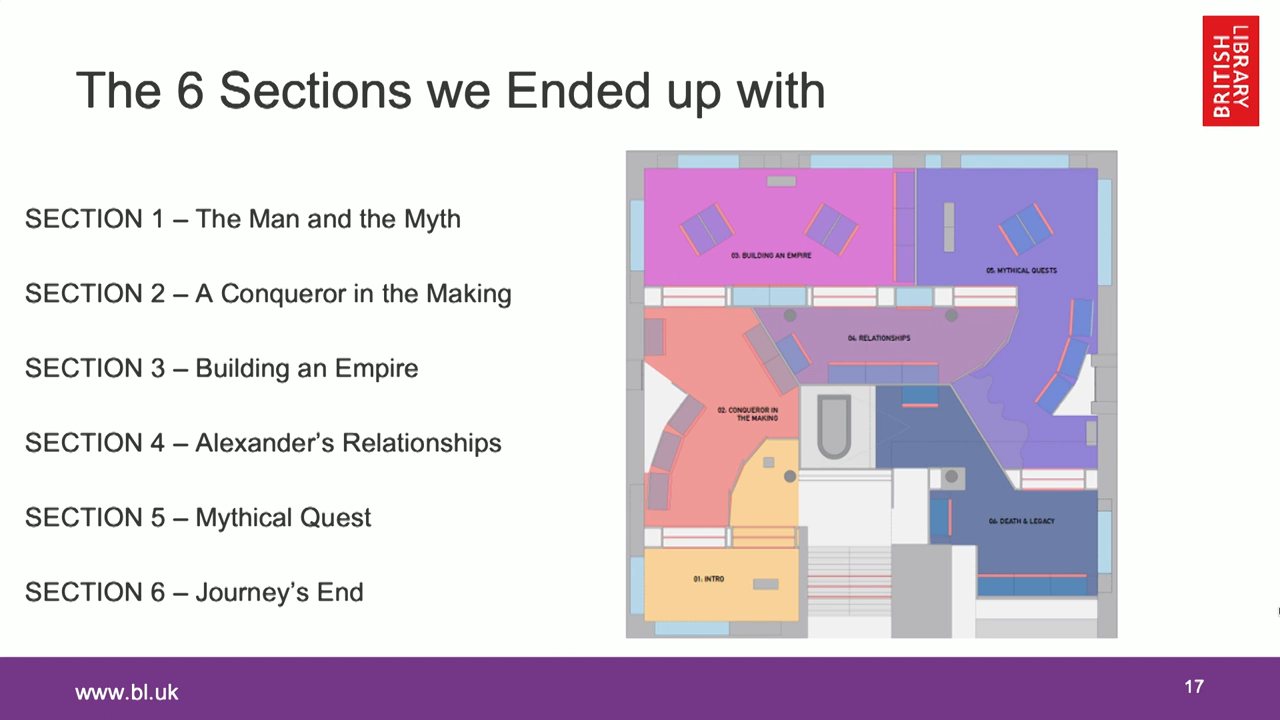 The 6 Sections we Ended up with
BRITISH
LIBRARY
SECTION 1 – The Man and the Myth
SECTION 2 – A Conqueror in the Making
SECTION 3 – Building an Empire
SECTION 4 – Alexander’s Relationships
SECTION 5 – Mythical Quest
SECTION 6 – Journey’s End
03: BUILDING AN EMPIRE
05: MYTHICAL QUESTS
04: RELATIONSHIPS
02: CONQUEROR IN
THE MAKING
06: DEATH & LEGACY
01: INTRO
www.bl.uk
17